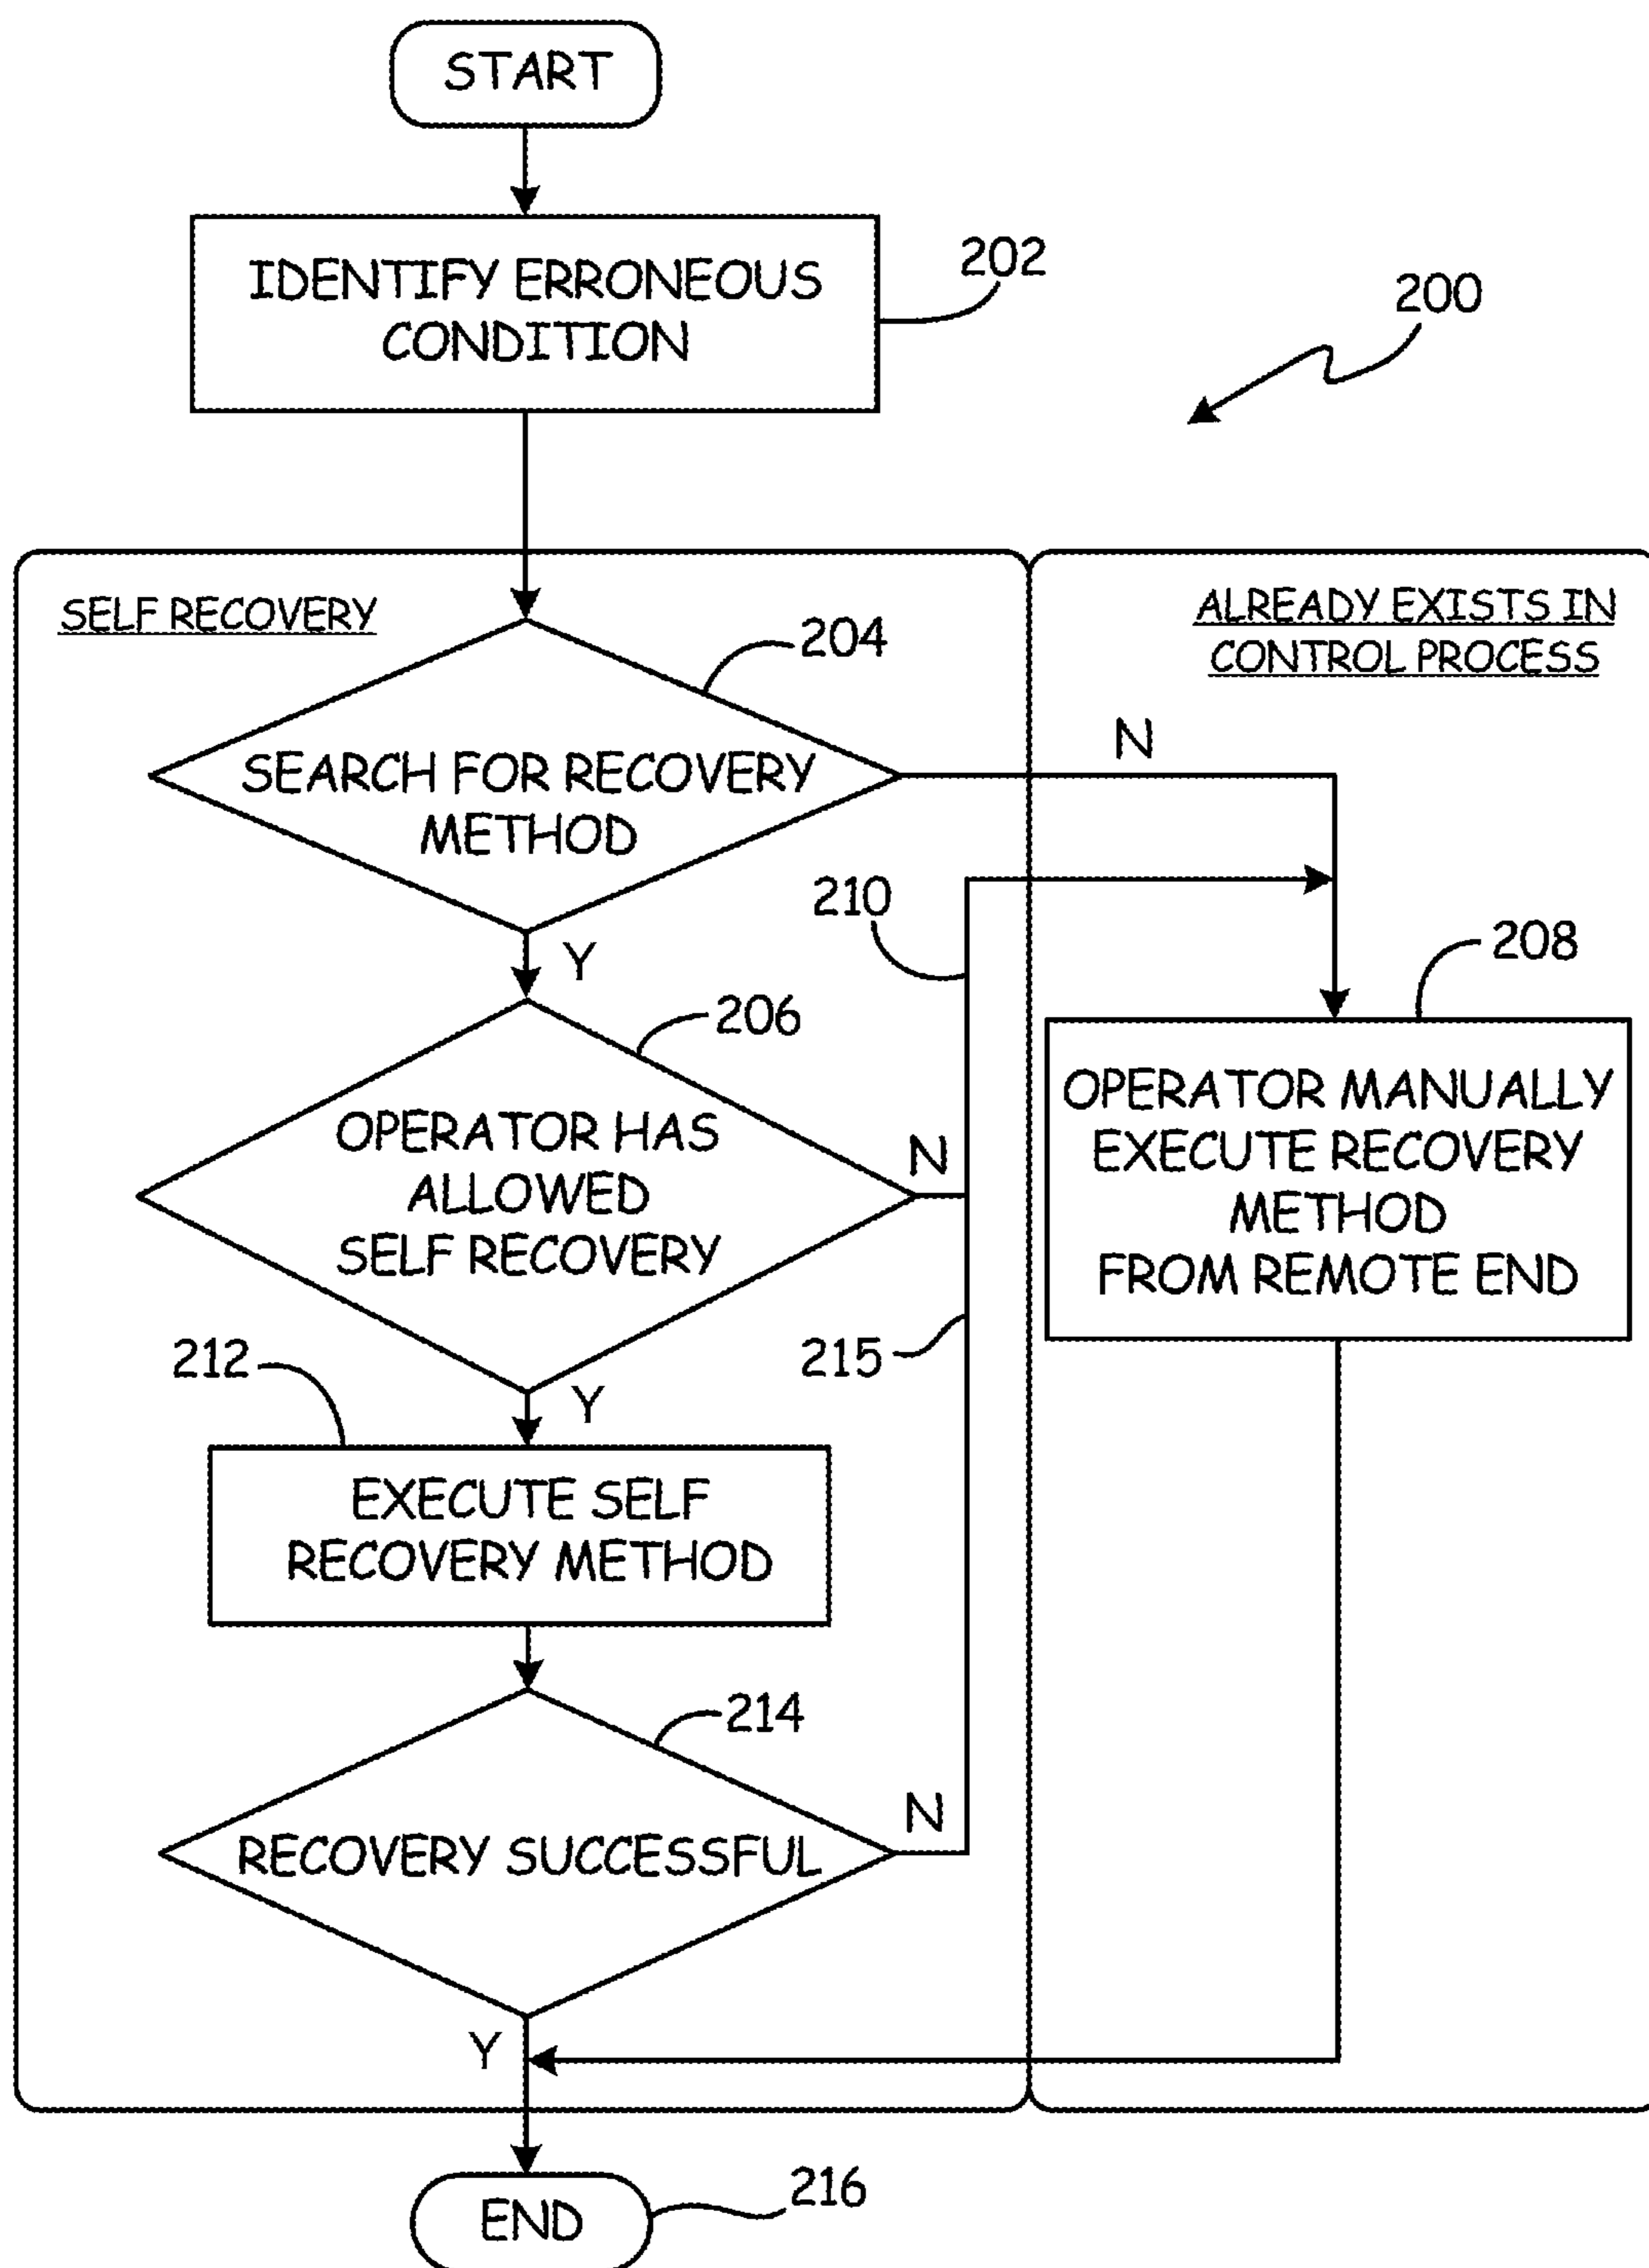 START
IDENTIFY ERRONEOUS
CONDITION
202
200
SELF RECOVERY
ALREADY EXISTS IN
CONTROL PROCESS
204
SEARCH FOR RECOVERY
METHOD
N
210
Y
208
206
OPERATOR HAS
ALLOWED
SELF RECOVERY
N
OPERATOR MANUALLY
EXECUTE RECOVERY
METHOD
FROM REMOTE END
212
215
Y
EXECUTE SELF
RECOVERY METHOD
214
N
RECOVERY SUCCESSFUL
Y
END
216